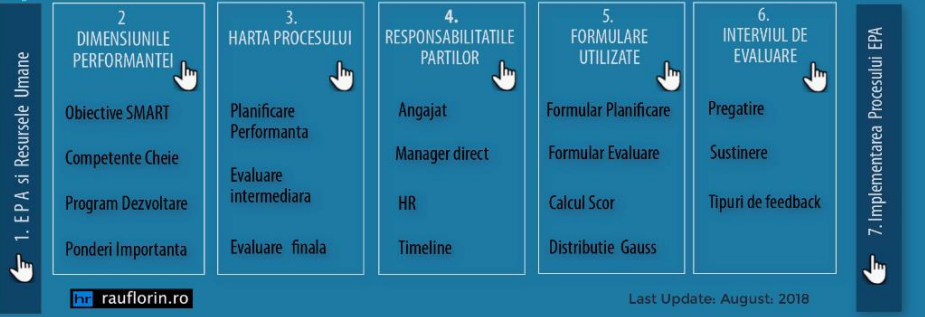 1. E P A si Resursele Umane
2
DIMENSIUNILE
PERFORMANTEI
Obiective SMART
Competente Cheie
Program Dezvoltare
Ponderi Importanta
3.
HARTA PROCESULUI
Planificare
Performanta
Evaluare
intermediara
Evaluare finala
4.
RESPONSABILITATILE
PARTILOR
Angajat
Manager direct
HR
Timeline
5.
FORMULARE
UTILIZATE
Formular Planificare
Formular Evaluare
Calcul Scor
Distributie Gauss
6.
INTERVIUL DE
EVALUARE
Pregatire
Sustinere
Tipuri de feedback
7. Implementarea Procesului EPA
hr rauflorin.ro
Last Update: August: 2018